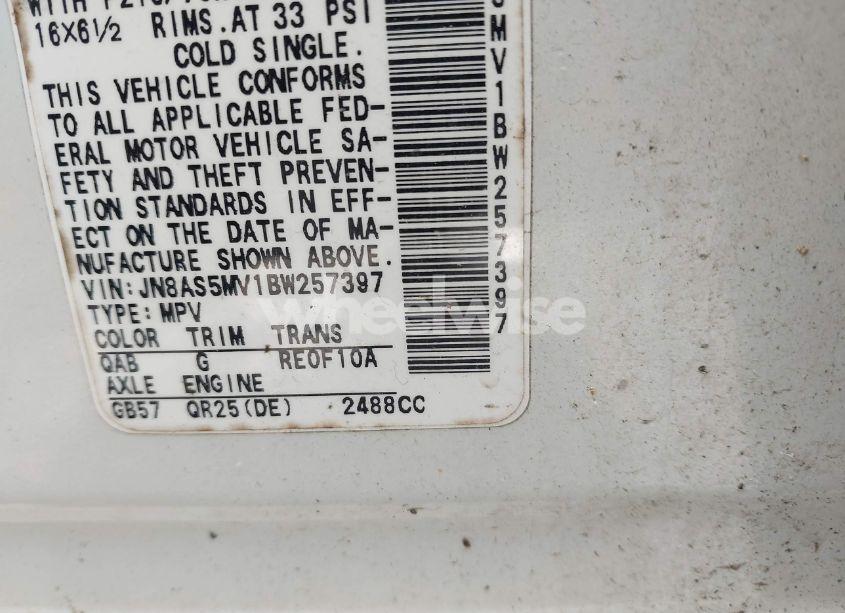 16X6½ RIMS.AT 33 PSI
COLD SINGLE.
THIS VEHICLE CONFORMS
TO ALL APPLICABLE FED-
ERAL MOTOR VEHICLE SA-
FETY AND THEFT PREVEN-
TION STANDARDS IN EFF-
ECT ON THE DATE OF MA-
NUFACTURE SHOWN ABOVE.
VIN:JN8AS5MV1BW257397
TYPE:MPV
COLOR TRIM TRANS
QAB G RE0F10A
AXLE ENGINE
GB57 QR25(DE) 2488CC
MV1BW257397
wheelwise